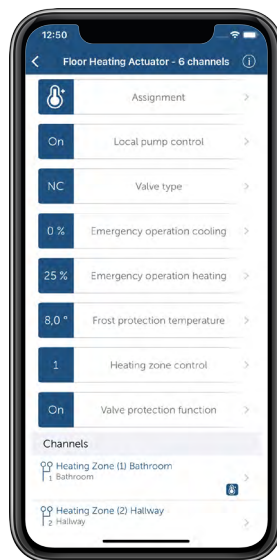 12:50
Floor Heating Actuator - 6 channels
Assignment
On Local pump control
NC Valve type
0 % Emergency operation cooling
25 % Emergency operation heating
8,0 ° Frost protection temperature
1 Heating zone control
On Valve protection function
Channels
Heating Zone (1) Bathroom
1 Bathroom
Heating Zone (2) Hallway
2 Hallway